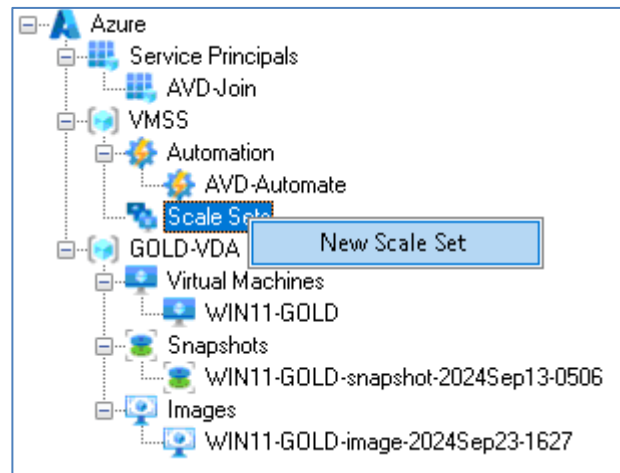 Azure
Service Principals
AVD-Join
VMSS
Automation
AVD-Automate
Scale Sets
New Scale Set
GOLD-VDA
Virtual Machines
WIN11-GOLD
Snapshots
WIN11-GOLD-snapshot-2024Sep13-0506
Images
WIN11-GOLD-image-2024Sep23-1627